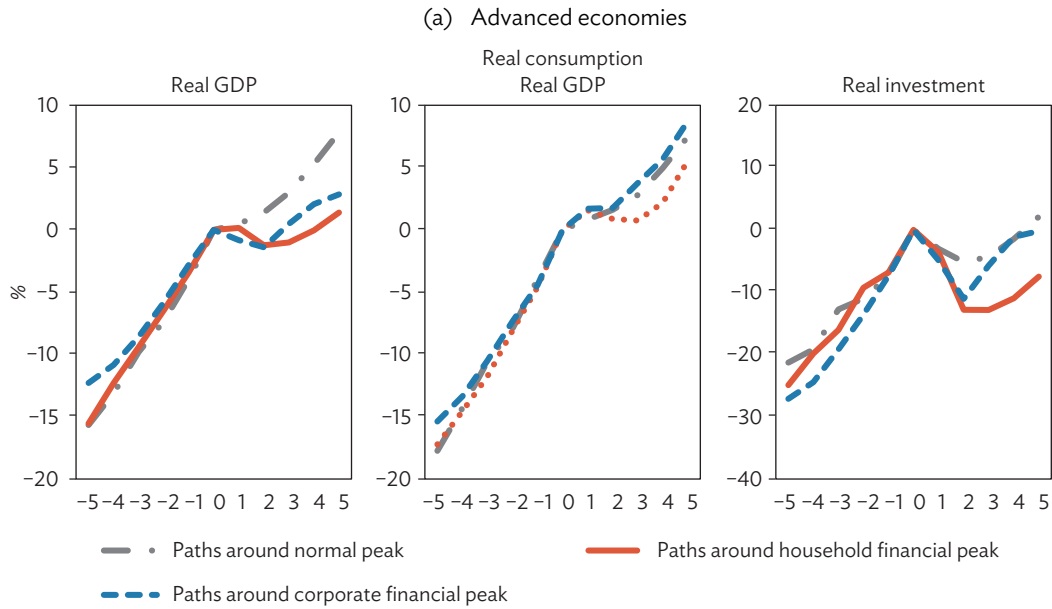 (a) Advanced economies
Real GDP
Real consumption
Real GDP
Real investment
%
10
5
0
−5
−10
−15
−20
−5 −4 −3 −2 −1 0 1 2 3 4 5
10
5
0
−5
−10
−15
−20
−5 −4 −3 −2 −1 0 1 2 3 4 5
20
10
0
−10
−20
−30
−40
−5 −4 −3 −2 −1 0 1 2 3 4 5
Paths around normal peak
Paths around household financial peak
Paths around corporate financial peak